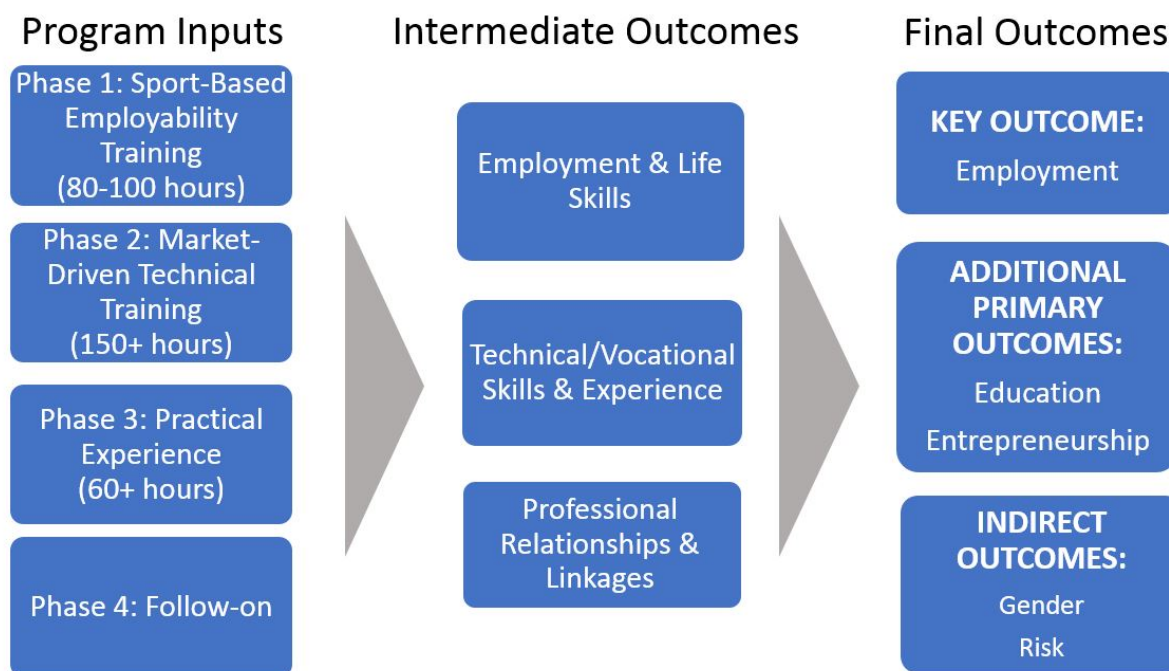 Program Inputs
Phase 1: Sport-Based
Employability
Training
(80-100 hours)
Phase 2: Market-
Driven Technical
Training
(150+ hours)
Phase 3: Practical
Experience
(60+ hours)
Phase 4: Follow-on
Intermediate Outcomes
Employment & Life
Skills
Technical/Vocational
Skills & Experience
Professional
Relationships &
Linkages
Final Outcomes
KEY OUTCOME:
Employment
ADDITIONAL
PRIMARY
OUTCOMES:
Education
Entrepreneurship
INDIRECT
OUTCOMES:
Gender
Risk